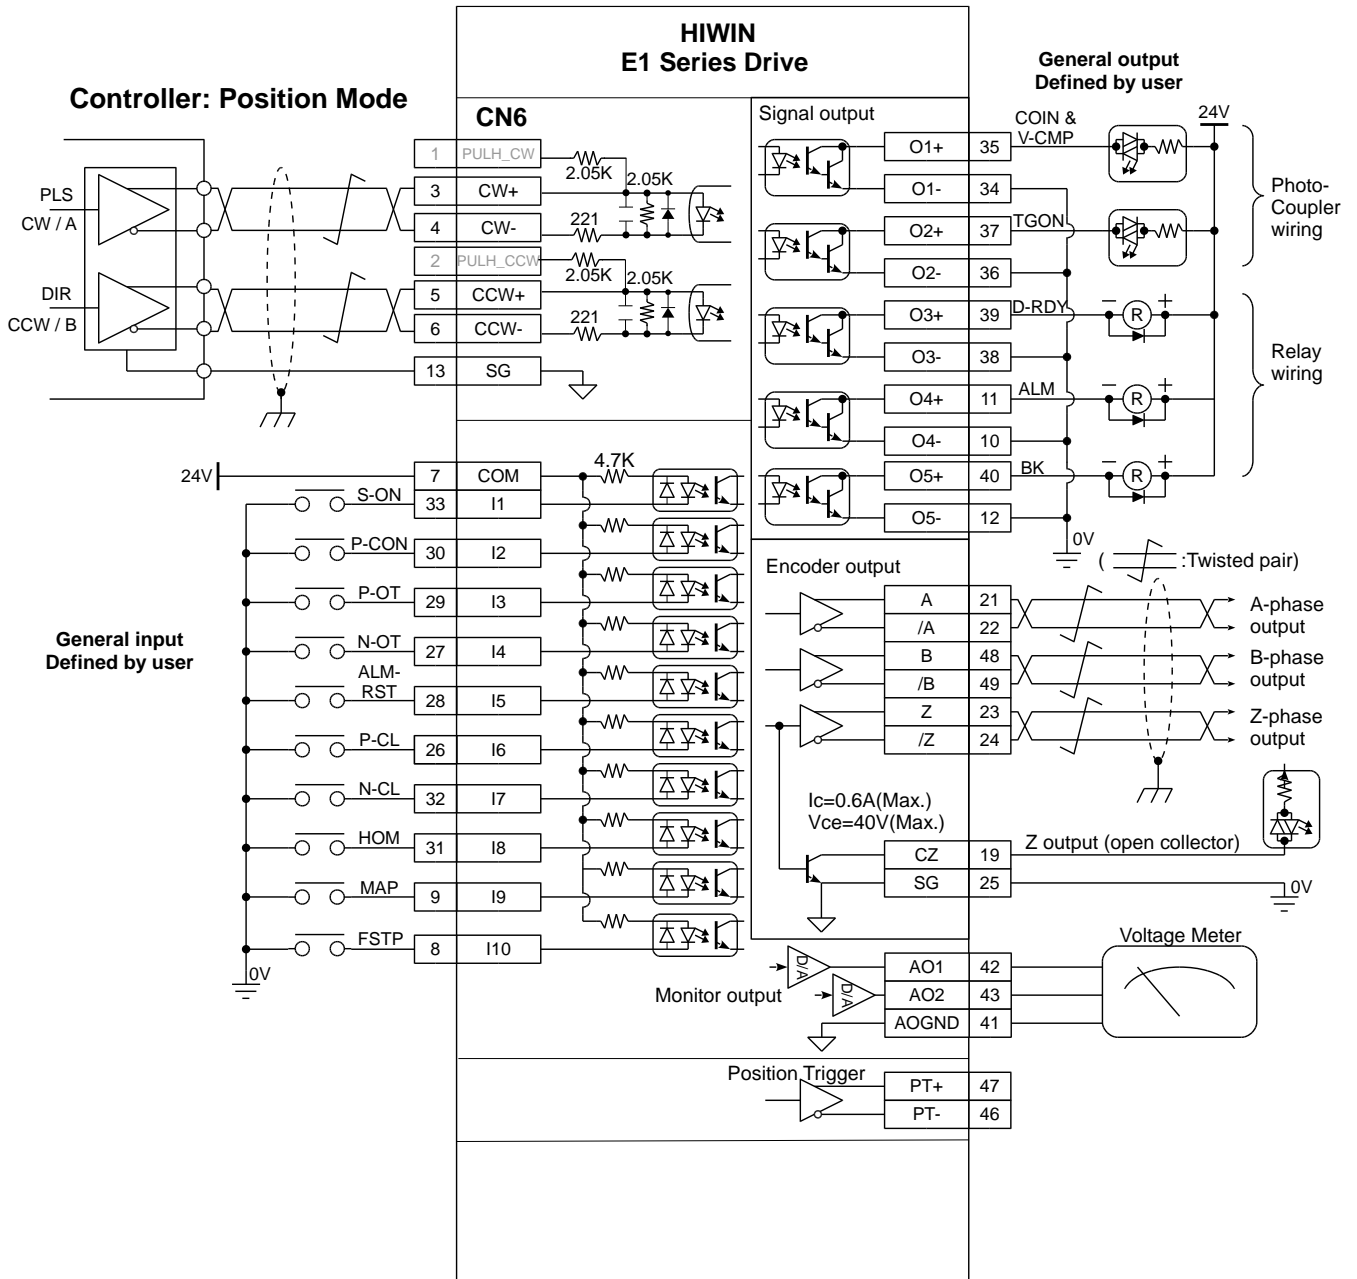 HIWIN
E1 Series Drive
Controller: Position Mode
CN6
PLS
CW / A
DIR
CCW / B
1 PULH_CW 2.05K
3 CW+ 2.05K
4 CW- 221
2 PULH_CCW 2.05K
5 CCW+ 2.05K
6 CCW- 221
13 SG
24V 7 COM 4.7K
General input
Defined by user
S-ON 33 I1
P-CON 30 I2
P-OT 29 I3
N-OT 27 I4
ALM-
RST 28 I5
P-CL 26 I6
N-CL 32 I7
HOM 31 I8
MAP 9 I9
FSTP 8 I10
0V
Signal output
General output
Defined by user
24V
O1+ 35 COIN &
V-CMP
O1- 34
O2+ 37 TGON
O2- 36
O3+ 39 D-RDY - R +
O3- 38
O4+ 11 ALM - R +
O4- 10
O5+ 40 BK - R +
O5- 12
0V
Photo-
Coupler
wiring
Relay
wiring
( :Twisted pair)
Encoder output
A 21
/A 22
A-phase
output
B 48
/B 49
B-phase
output
Z 23
/Z 24
Z-phase
output
Ic=0.6A(Max.)
Vce=40V(Max.)
CZ 19 Z output (open collector)
SG 25 0V
Monitor output
D/A AO1 42
D/A AO2 43
AOGND 41
Voltage Meter
Position Trigger
PT+ 47
PT- 46